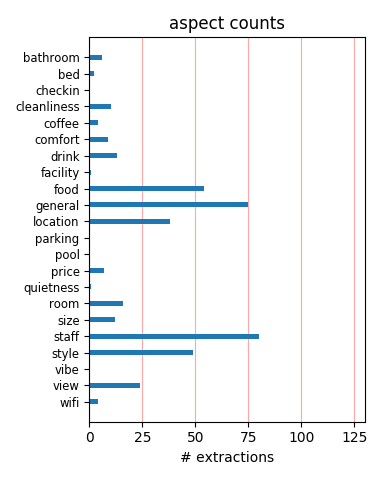 aspect counts
bathroom
bed
checkin
cleanliness
coffee
comfort
drink
facility
food
general
location
parking
pool
price
quietness
room
size
staff
style
vibe
view
wifi
0 25 50 75 100 125
# extractions